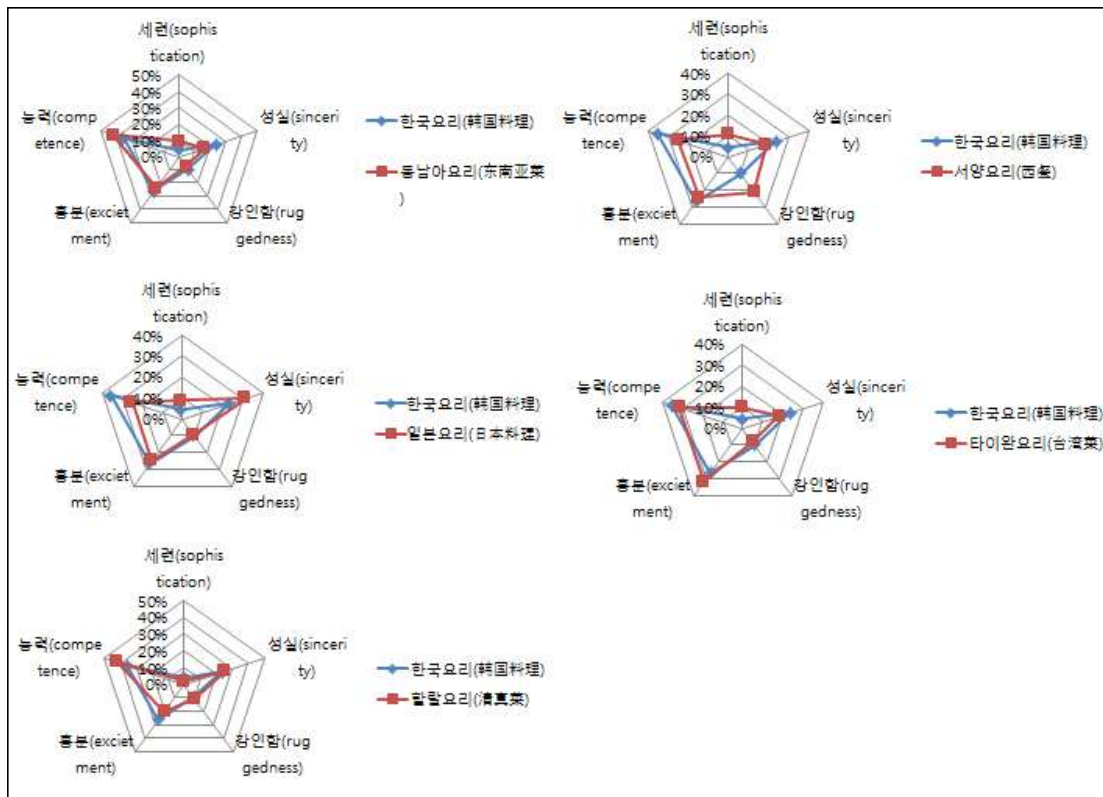 세련(sophis
tication)
50%
40%
30%
20%
10%
0%
성실(sinceri
ty)
강인함(rug
gedness)
흥분(exciet
ment)
능력(comp
etence)
한국요리(韩国料理)
동남아요리(东南亚菜
)
세련(sophis
tication)
40%
30%
20%
10%
0%
성실(sinceri
ty)
강인함(rug
gedness)
흥분(exciet
ment)
능력(compe
tence)
한국요리(韩国料理)
서양요리(西餐)
세련(sophis
tication)
40%
30%
20%
10%
0%
성실(sinceri
ty)
강인함(rug
gedness)
흥분(exciet
ment)
능력(compe
tence)
한국요리(韩国料理)
일본요리(日本料理)
세련(sophis
tication)
40%
30%
20%
10%
0%
성실(sinceri
ty)
강인함(rug
gedness)
흥분(exciet
ment)
능력(compe
tence)
한국요리(韩国料理)
타이완요리(台湾菜)
세련(sophis
tication)
50%
40%
30%
20%
10%
0%
성실(sinceri
ty)
강인함(rug
gedness)
흥분(exciet
ment)
능력(compe
tence)
한국요리(韩国料理)
할랄요리(清真菜)